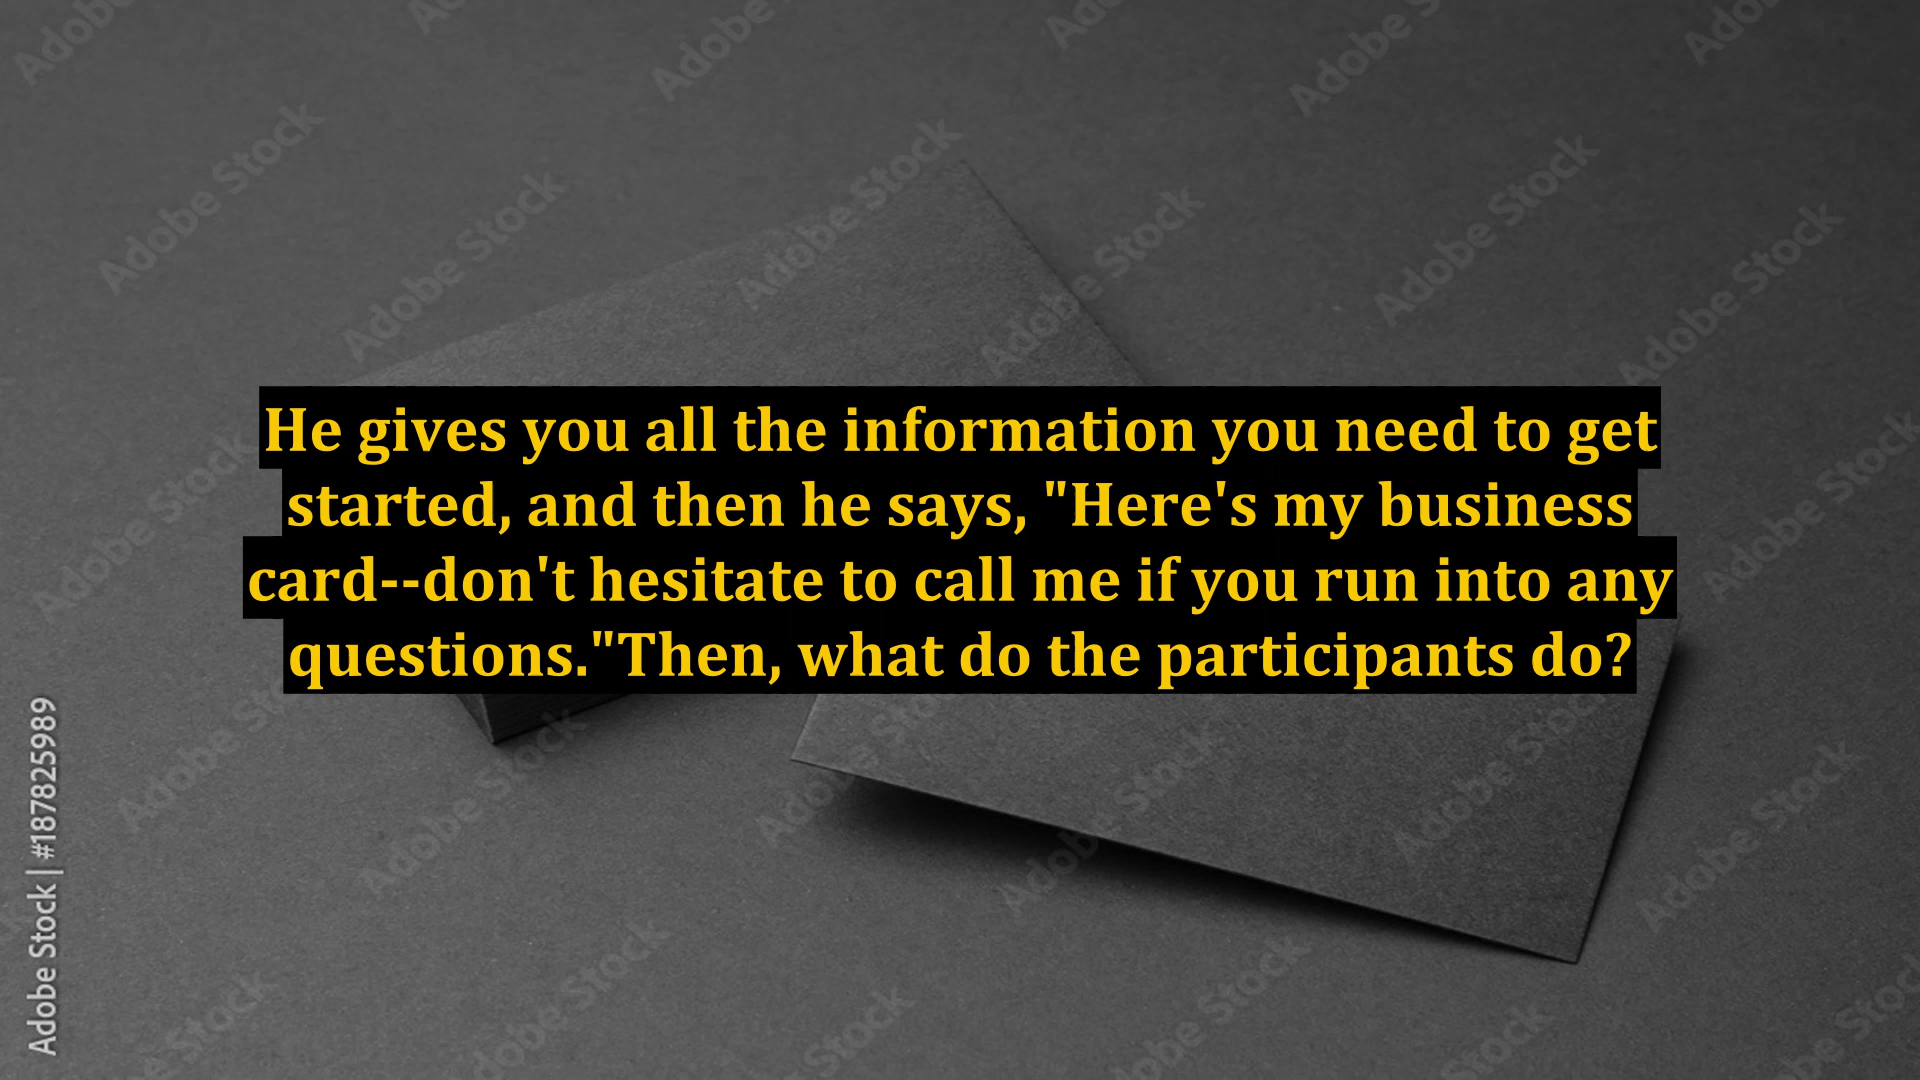 He gives you all the information you need to get
started, and then he says, "Here's my business
card--don't hesitate to call me if you run into any
questions."Then, what do the participants do?
Adobe Stock | #187825989
Adobe Stock